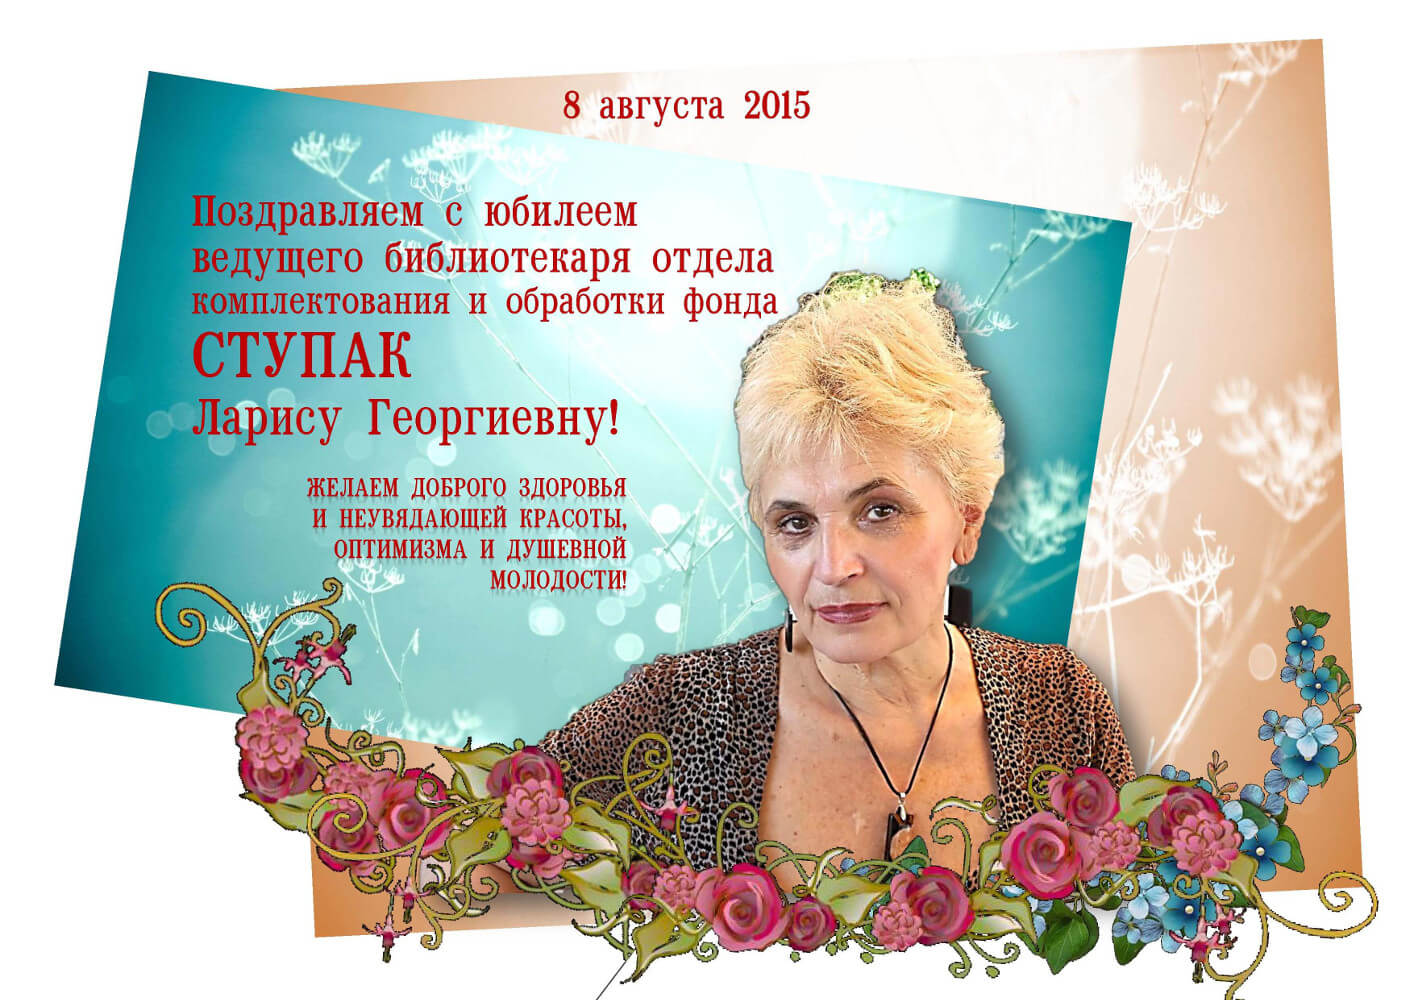 8 августа 2015
Поздравляем с юбилеем
ведущего библиотекаря отдела
комплектования и обработки фонда
СТУПАК
Ларису Георгиевну!
ЖЕЛАЕМ ДОБРОГО ЗДОРОВЬЯ
И НЕУВЯДАЮЩЕЙ КРАСОТЫ,
ОПТИМИЗМА И ДУШЕВНОЙ
МОЛОДОСТИ!